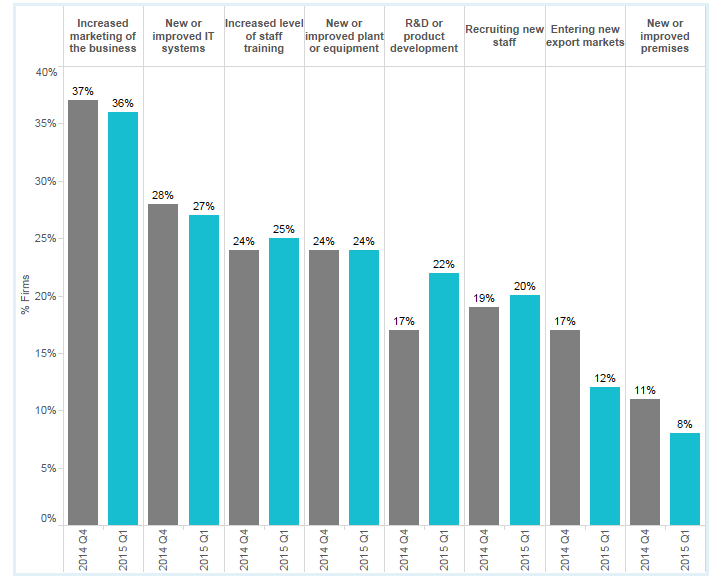 Increased
marketing of
the business
New or
improved IT
systems
Increased level
of staff
training
New or
improved plant
or equipment
R&D or
product
development
Recruiting new
staff
Entering new
export markets
New or
improved
premises
40%
35%
30%
25%
20%
15%
10%
5%
0%
% Firms
37%
36%
28%
27%
24%
25%
24%
24%
17%
22%
19%
20%
17%
12%
11%
8%
2014 Q4
2015 Q1
2014 Q4
2015 Q1
2014 Q4
2015 Q1
2014 Q4
2015 Q1
2014 Q4
2015 Q1
2014 Q4
2015 Q1
2014 Q4
2015 Q1
2014 Q4
2015 Q1